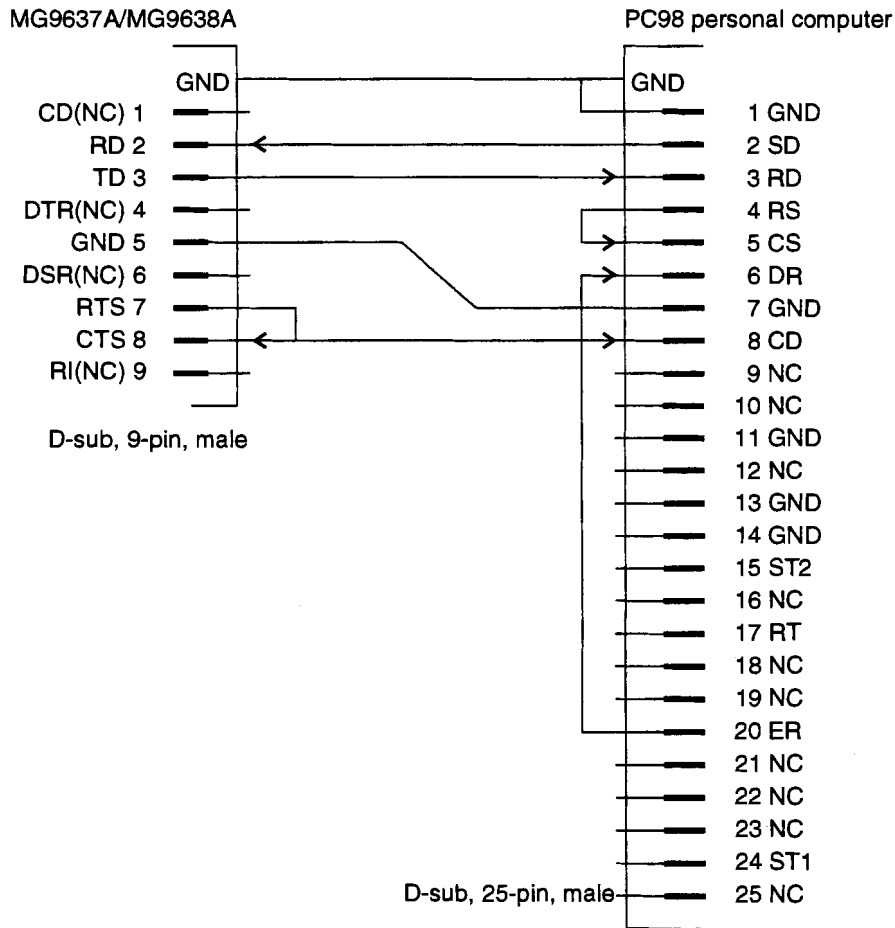 MG9637A/MG9638A
GND
CD(NC) 1
RD 2
TD 3
DTR(NC) 4
GND 5
DSR(NC) 6
RTS 7
CTS 8
RI(NC) 9
D-sub, 9-pin, male
PC98 personal computer
GND
1 GND
2 SD
3 RD
4 RS
5 CS
6 DR
7 GND
8 CD
9 NC
10 NC
11 GND
12 NC
13 GND
14 GND
15 ST2
16 NC
17 RT
18 NC
19 NC
20 ER
21 NC
22 NC
23 NC
24 ST1
25 NC
D-sub, 25-pin, male